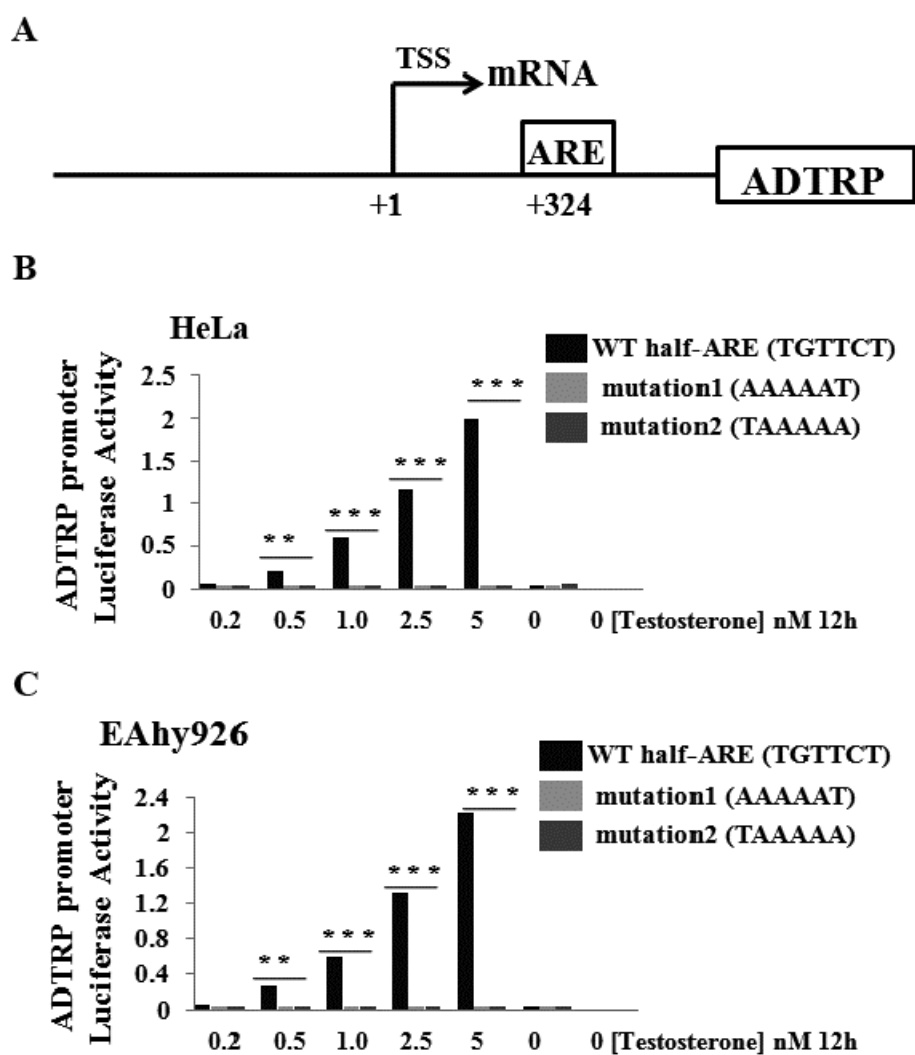 A
TSS
mRNA
ARE
ADTRP
+1
+324
B
HeLa
WT half-ARE (TGTTCT)
mutation1 (AAAAAT)
mutation2 (TAAAAA)
ADTRP promoter
Luciferase Activity
2.5
2
1.5
1
0.5
0
* *
* * *
* * *
* * *
0.2 0.5 1.0 2.5 5 0 0 [Testosterone] nM 12h
C
EAhy926
WT half-ARE (TGTTCT)
mutation1 (AAAAAT)
mutation2 (TAAAAA)
ADTRP promoter
Luciferase Activity
2.4
2
1.6
1.2
0.8
0.4
0
* *
* * *
* * *
* * *
0.2 0.5 1.0 2.5 5 0 0 [Testosterone] nM 12h